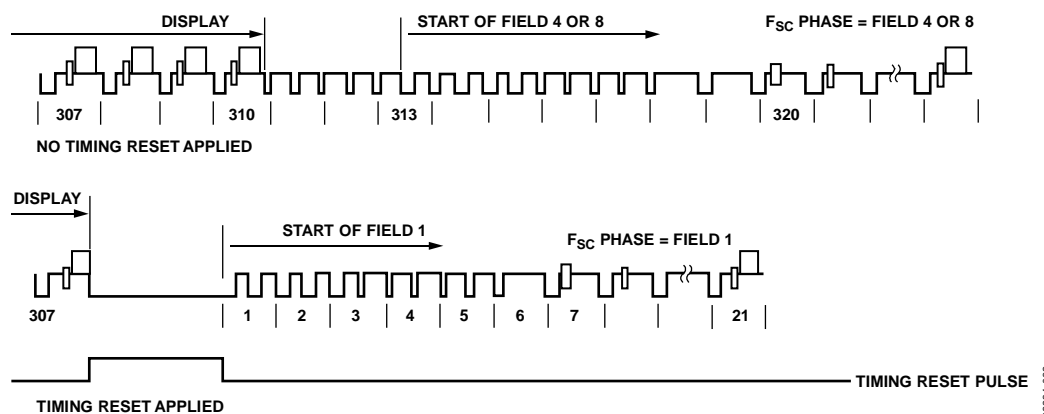 DISPLAY
START OF FIELD 4 OR 8
FSC PHASE = FIELD 4 OR 8
307 310 313 320
NO TIMING RESET APPLIED
DISPLAY
START OF FIELD 1
FSC PHASE = FIELD 1
307 1 2 3 4 5 6 7 21
TIMING RESET PULSE
TIMING RESET APPLIED